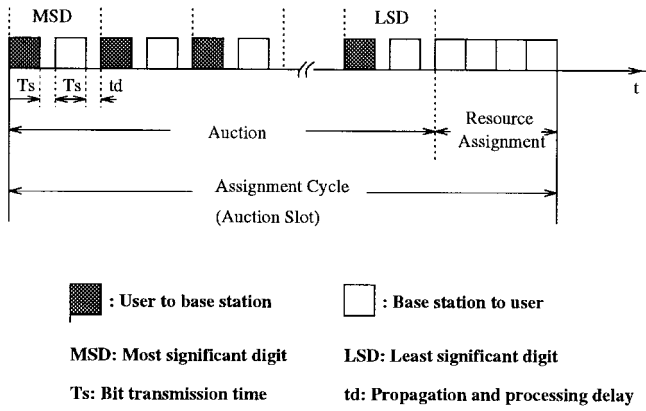 MSD
LSD
Ts
Ts
td
t
Auction
Resource
Assignment
Assignment Cycle
(Auction Slot)
: User to base station
: Base station to user
MSD: Most significant digit
LSD: Least significant digit
Ts: Bit transmission time
td: Propagation and processing delay